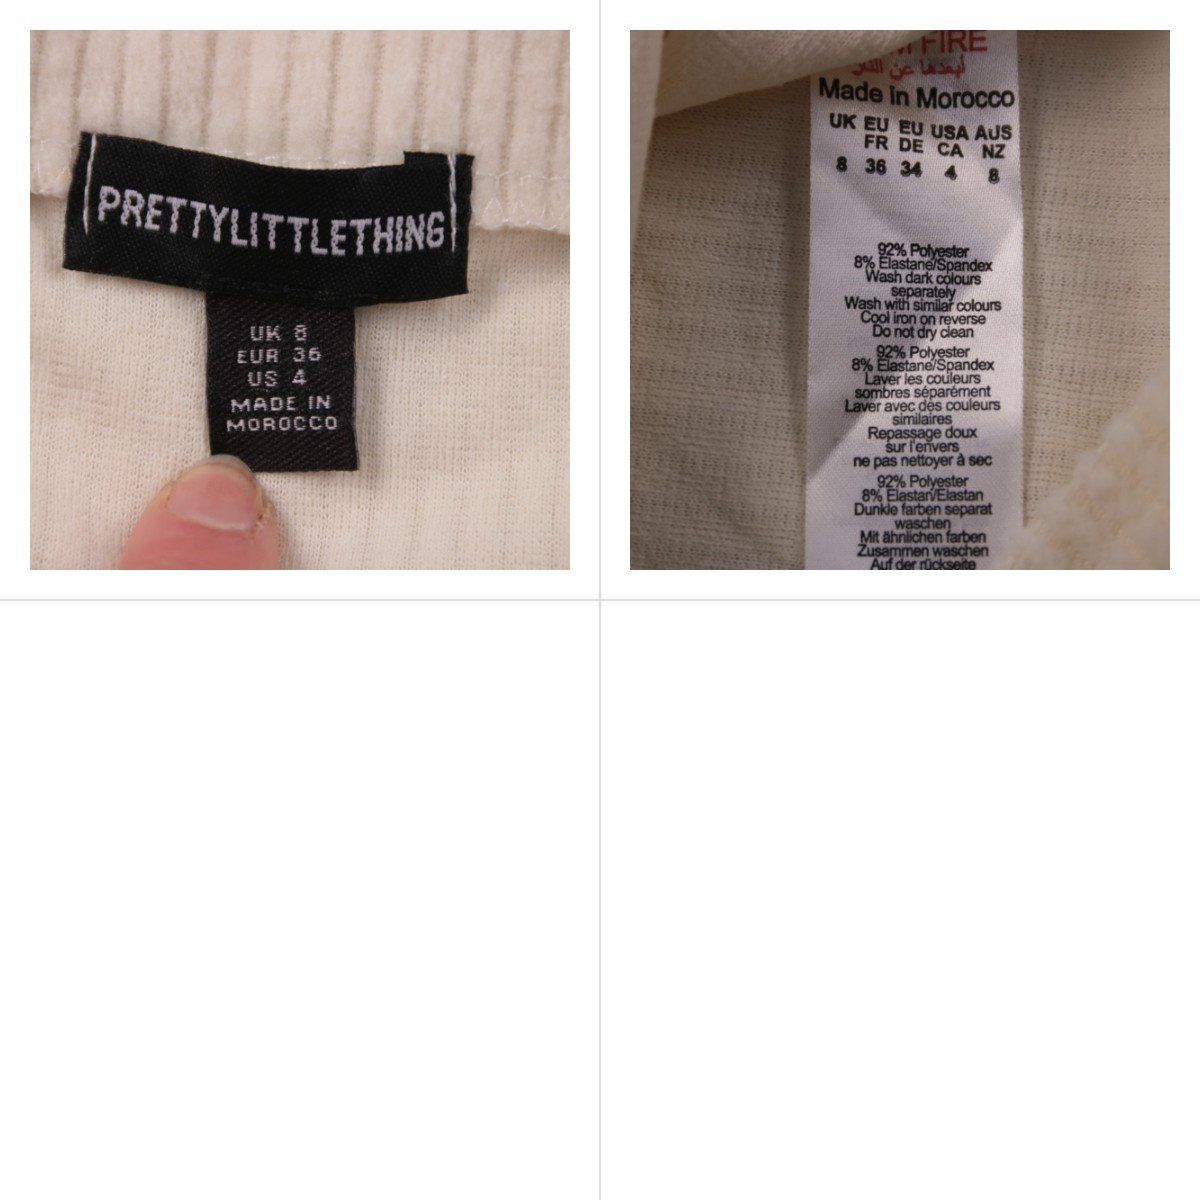 PRETTYLITTLETHING
UK 8
EUR 36
US 4
MADE IN
MOROCCO
FIRE
أبعدها عن النار
Made in Morocco
UK EU EU USA AUS
FR DE CA NZ
8 36 34 4 8
92% Polyester
8% Elastane/Spandex
Wash dark colours
separately
Wash with similar colours
Cool iron on reverse
Do not dry clean
92% Polyester
8% Elastane/Spandex
Laver les couleurs
sombres séparément
Laver avec des couleurs
similaires
Repassage doux
sur l'envers
ne pas nettoyer à sec
92% Polyester
8% Elastan/Elastan
Dunkle farben separat
waschen
Mit ähnlichen farben
Zusammen waschen
Auf der rückseite